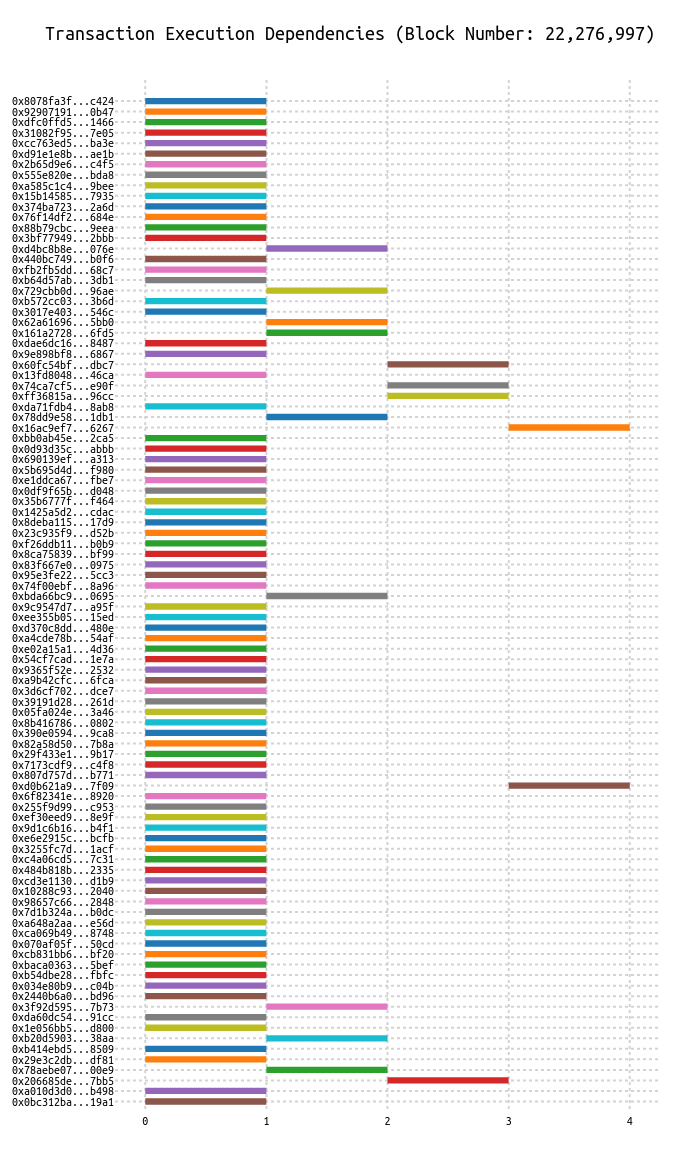 Transaction Execution Dependencies (Block Number: 22,276,997)
0x8078fa3f...c424
0x92907191...0b47
0xdfc0ffd5...1466
0x31082f95...7e05
0xcc763ed5...ba3e
0xd91e1e8b...ae1b
0x2b65d9e6...c4f5
0x555e820e...bda8
0xa585c1c4...9bee
0x15b14585...7935
0x374ba723...2a6d
0x76f14df2...684e
0x88b79cbc...9eea
0x3bf77949...2bbb
0xd4bc8b8e...076e
0x440bc749...b0f6
0xfb2fb5dd...68c7
0xb64d57ab...3db1
0x729cbb0d...96ae
0xb572cc03...3b6d
0x3017e403...546c
0x62a61696...5bb0
0x161a2728...6fd5
0xdae6dc16...8487
0x9e898bf8...6867
0x60fc54bf...dbc7
0x13fd8048...46ca
0x74ca7cf5...e90f
0xff36815a...96cc
0xda71fdb4...8ab8
0x78dd9e58...1db1
0x16ac9ef7...6267
0xbb0ab45e...2ca5
0x0d93d35c...abbb
0x690139ef...a313
0x5b695d4d...f980
0xe1ddca67...fbe7
0x0df9f65b...d048
0x35b6777f...f464
0x1425a5d2...cdac
0x8deba115...17d9
0x23c935f9...d52b
0xf26ddb11...b0b9
0x8ca75839...bf99
0x83f667e0...0975
0x95e3fe22...5cc3
0x74f00ebf...8a96
0xbda66bc9...0695
0x9c9547d7...a95f
0xee355b05...15ed
0xd370c8dd...480e
0xa4cde78b...54af
0xe02a15a1...4d36
0x54cf7cad...1e7a
0x9365f52e...2532
0xa9b42cfc...6fca
0x3d6cf702...dce7
0x39191d28...261d
0x05fa024e...3a46
0x8b416786...0802
0x390e0594...9ca8
0x82a58d50...7b8a
0x29f433e1...9b17
0x7173cdf9...c4f8
0x807d757d...b771
0xd0b621a9...7f09
0x6f82341e...8920
0x255f9d99...c953
0xef30eed9...8e9f
0x9d1c6b16...b4f1
0xe6e2915c...bcfb
0x3255fc7d...1acf
0xc4a06cd5...7c31
0x484b818b...2335
0xcd3e1130...d1b9
0x10288c93...2040
0x98657c66...2848
0x7d1b324a...b0dc
0xa648a2aa...e56d
0xca069b49...8748
0x070af05f...50cd
0xcb831bb6...bf20
0xbaca0363...5bef
0xb54dbe28...fbfc
0x034e80b9...c04b
0x2440b6a0...bd96
0x3f92d595...7b73
0xda60dc54...91cc
0x1e056bb5...d800
0xb20d5903...38aa
0xb414ebd5...8509
0x29e3c2db...df81
0x78aebe07...00e9
0x206685de...7bb5
0xa010d3d0...b498
0x0bc312ba...19a1
0 1 2 3 4